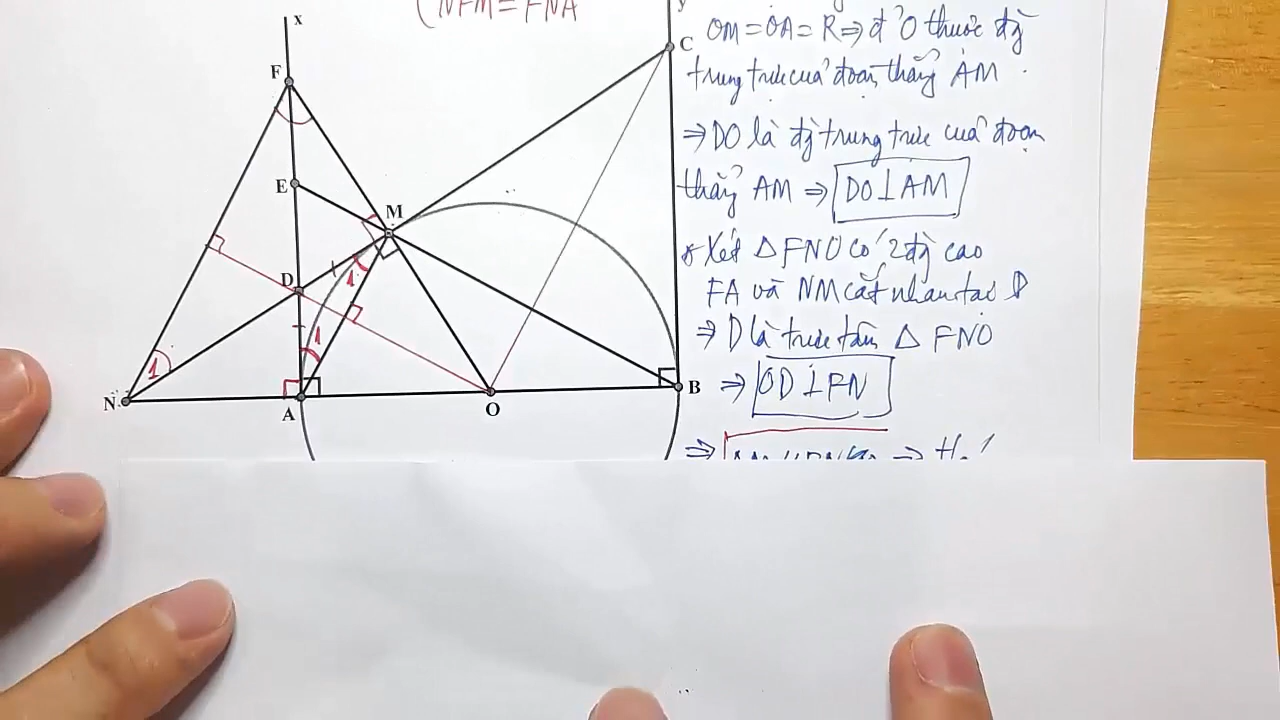 (NFM = FNA
x
y
F
C
E
M
D
1
1
1
N
A
O
B
OM = OA = R ⇒ đ' O thuộc đg
trung trực của đoạn thẳng AM
⇒ DO là đg trung trực của đoạn
thẳng AM ⇒ DO ⊥ AM
* Xét △ FNO có 2 đg cao
FA và NM cắt nhau tại D
⇒ D là trực tâm △ FNO
⇒ OD ⊥ FN
⇒